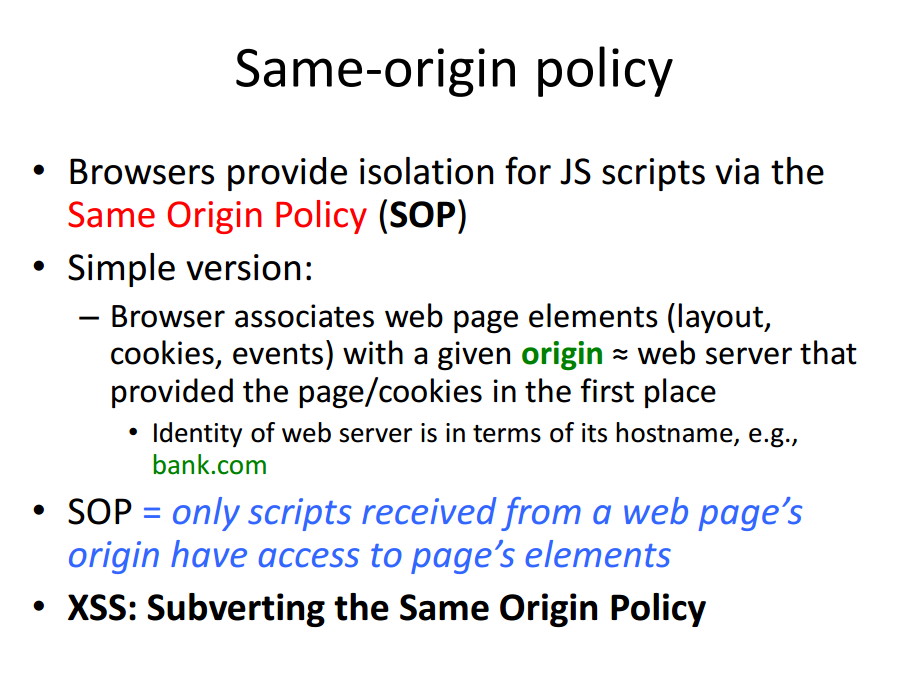 Same-origin policy
• Browsers provide isolation for JS scripts via the
Same Origin Policy (SOP)
• Simple version:
– Browser associates web page elements (layout,
cookies, events) with a given origin ≈ web server that
provided the page/cookies in the first place
• Identity of web server is in terms of its hostname, e.g.,
bank.com
• SOP = only scripts received from a web page’s
origin have access to page’s elements
• XSS: Subverting the Same Origin Policy